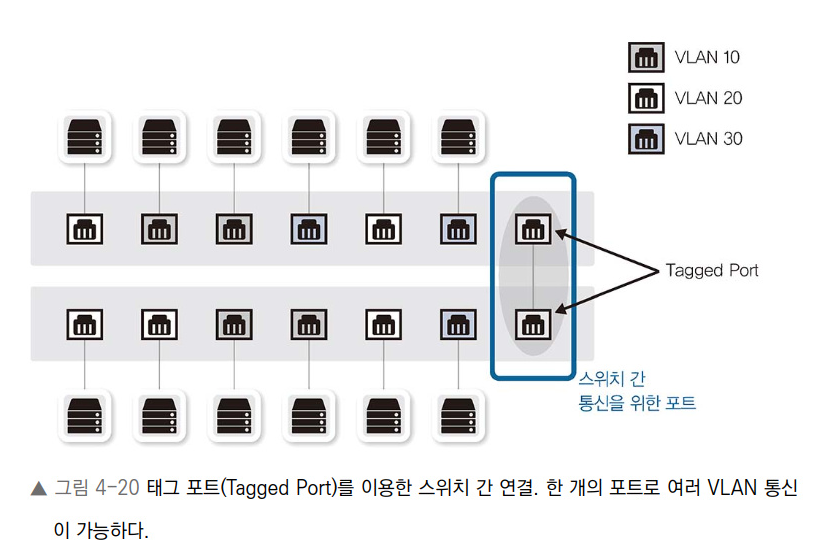 VLAN 10
VLAN 20
VLAN 30
Tagged Port
스위치 간
통신을 위한 포트
▲ 그림 4-20 태그 포트(Tagged Port)를 이용한 스위치 간 연결. 한 개의 포트로 여러 VLAN 통신
이 가능하다.